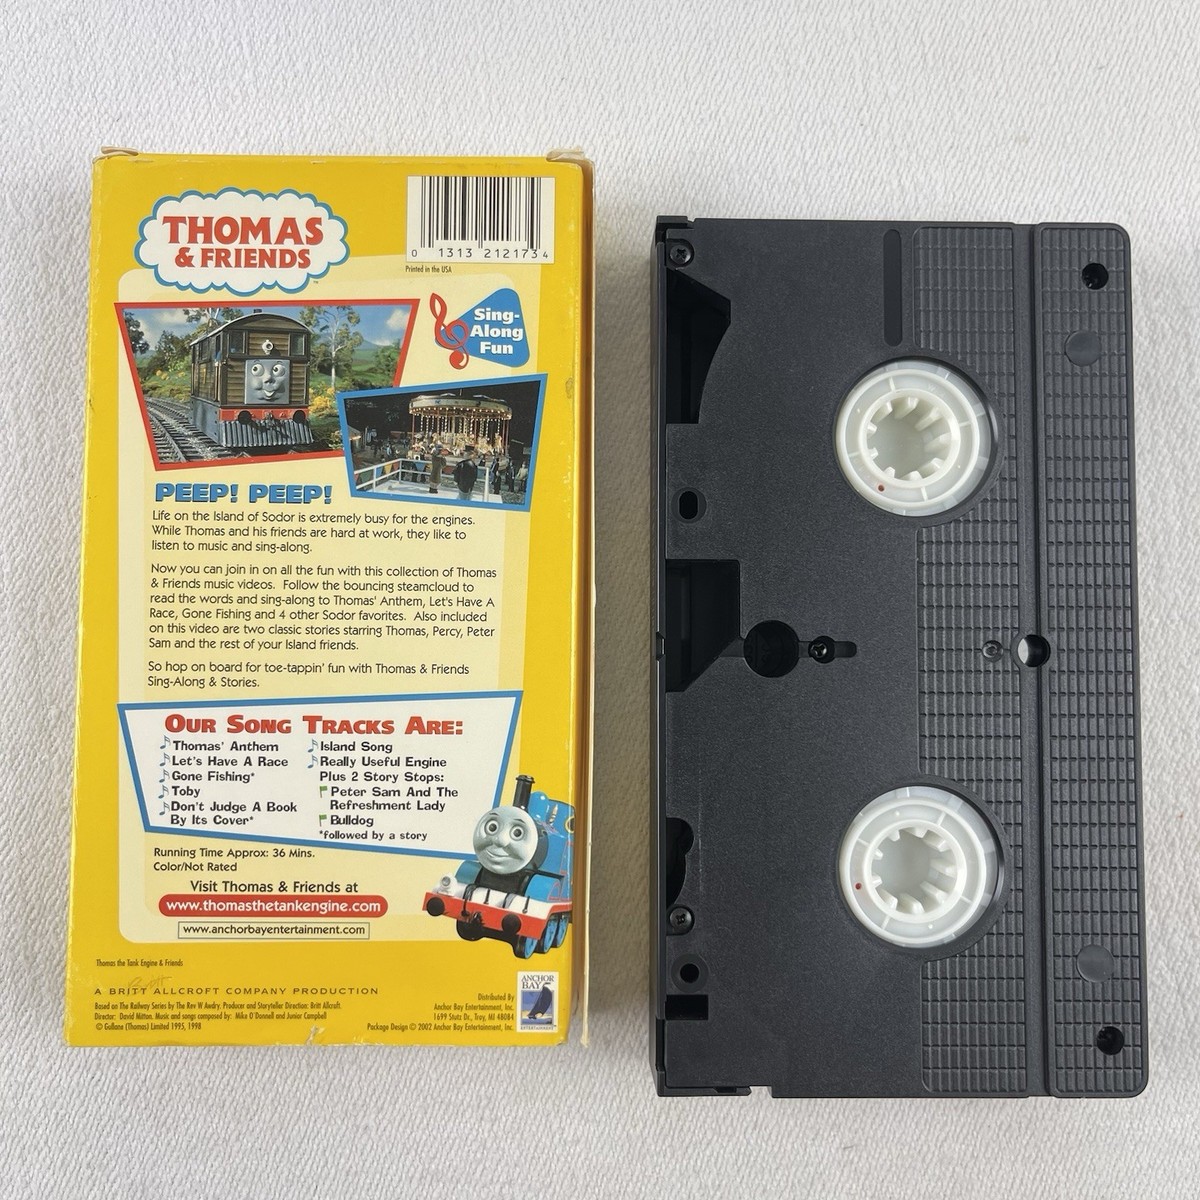 THOMAS
& FRIENDS
™
0 1313 21217 3 4
Printed in the USA
Sing-
Along
Fun
PEEP! PEEP!
Life on the Island of Sodor is extremely busy for the engines.
While Thomas and his friends are hard at work, they like to
listen to music and sing-along.
Now you can join in on all the fun with this collection of Thomas
& Friends music videos. Follow the bouncing steamcloud to
read the words and sing-along to Thomas' Anthem, Let's Have A
Race, Gone Fishing and 4 other Sodor favorites. Also included
on this video are two classic stories starring Thomas, Percy, Peter
Sam and the rest of your Island friends.
So hop on board for toe-tappin' fun with Thomas & Friends
Sing-Along & Stories.
OUR SONG TRACKS ARE:
Thomas' Anthem
Let's Have A Race
Gone Fishing*
Toby
Don't Judge A Book
By Its Cover*
Island Song
Really Useful Engine
Plus 2 Story Stops:
Peter Sam And The
Refreshment Lady
Bulldog
*followed by a story
Running Time Approx: 36 Mins.
Color/Not Rated
Visit Thomas & Friends at
www.thomasthetankengine.com
www.anchorbayentertainment.com
Thomas the Tank Engine & Friends
A BRITT ALLCROFT COMPANY PRODUCTION
Based on The Railway Series by The Rev W Awdry. Producer and Storyteller Direction: Britt Allcroft.
Director: David Mitton. Music and songs composed by: Mike O'Donnell and Junior Campbell
© Gullane (Thomas) Limited 1995, 1998
Distributed By
Anchor Bay Entertainment, Inc.
1699 Stutz Dr., Troy, MI 48084
Package Design © 2002 Anchor Bay Entertainment, Inc.
ANCHOR
BAY
ENTERTAINMENT